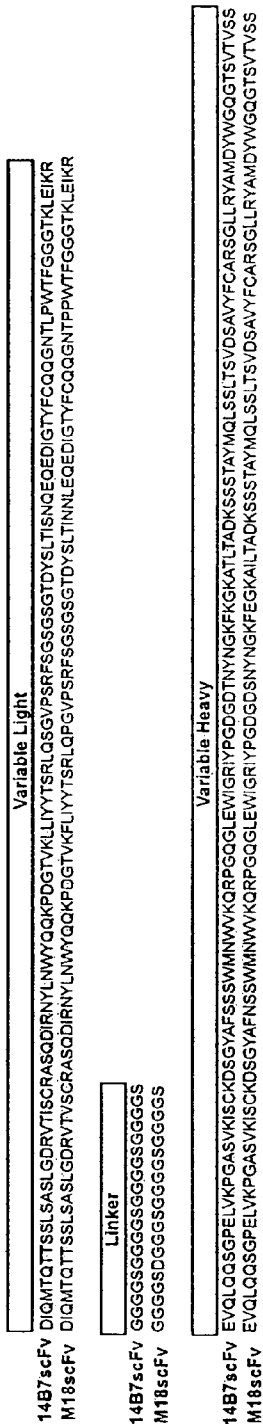 Variable Light
14B7scFv DIQMTQTTSSLSASLGDRVTISCRASQDIRNYLNWYQQKPDGTVKLLIYYTSRLQSGVPSRFSGSGSGTDYSLTISNQEQEDIGTYFCQQGNTLPWTFGGGTKLEIKR
M18scFv DIQMTQTTSSLSASLGDRVTVSCRASQDIRNYLNWYQQKPDGTVKFLIYYTSRLQPGVPSRFSGSGSGTDYSLTINNLEQEDIGTYFCQQGNTPPWTFGGGTKLEIKR
Linker
14B7scFv GGGGSGGGGSGGGGSGGGGS
M18scFv GGGGSDGGGSGGGGSGGGGS
Variable Heavy
14B7scFv EVQLQQSGPELVKPGASVKISCKDSGYAFSSSWMNWVKQRPGQGLEWIGRIYPGDGDTNYNGKFKGKATLTADKSSSTAYMQLSSLTSVDSAVYFCARSGLLRYAMDYWGQGTSVTVSS
M18scFv EVQLQQSGPELVKPGASVKISCKDSGYAFNSSWMNWVKQRPGQGLEWIGRIYPGDGDSNYNGKFEGKAILTADKSSSTAYMQLSSLTSVDSAVYFCARSGLLRYAMDYWGQGTSVTVSS